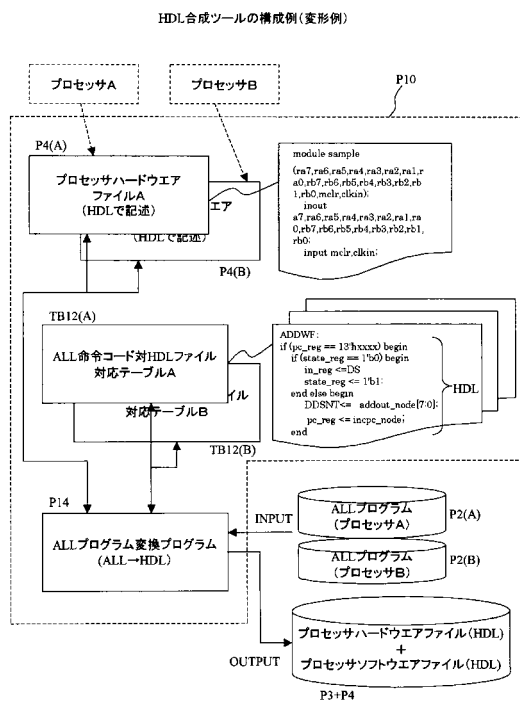 HDL合成ツールの構成例(変形例)
プロセッサA
プロセッサB
P10
P4(A)
プロセッサハードウエア
ファイルA
(HDLで記述)
エア
(HDLで記述)
P4(B)
module sample
(ra7,ra6,ra5,ra4,ra3,ra2,ra1,r
a0,rb7,rb6,rb5,rb4,rb3,rb2,rb
1,rb0,mclr,clkin);
inout
a7,ra6,ra5,ra4,ra3,ra2,ra1,ra
0,rb7,rb6,rb5,rb4,rb3,rb2,rb1,
rb0;
input mclr,clkin;
TB12(A)
ALL命令コード対HDLファイル
対応テーブルA
イル
対応テーブルB
TB12(B)
ADDWF:
if (pc_reg == 13'hxxxx) begin
if (state_reg == 1'b0) begin
in_reg <=DS
state_reg <= 1'b1;
end else begin
DDSNT<= addout_node[7:0];
pc_reg <= incpc_node;
end
HDL
P14
ALLプログラム変換プログラム
(ALL→HDL)
INPUT
ALLプログラム
(プロセッサA)
P2(A)
ALLプログラム
(プロセッサB)
P2(B)
OUTPUT
プロセッサハードウエアファイル(HDL)
+
プロセッサソフトウエアファイル(HDL)
P3+P4